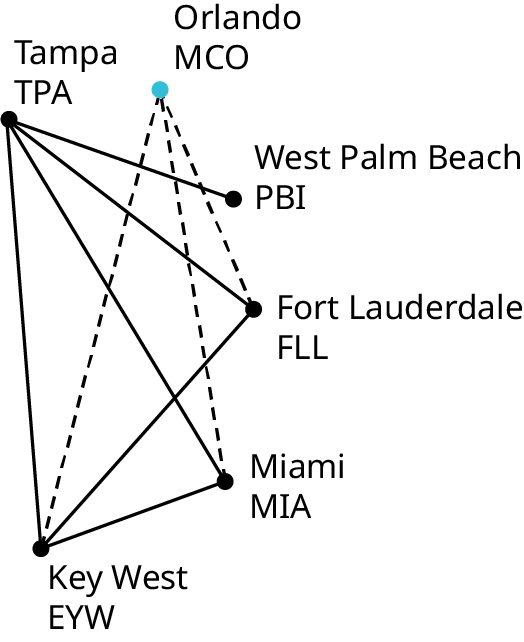 Orlando
MCO
Tampa
TPA
West Palm Beach
PBI
Fort Lauderdale
FLL
Miami
MIA
Key West
EYW